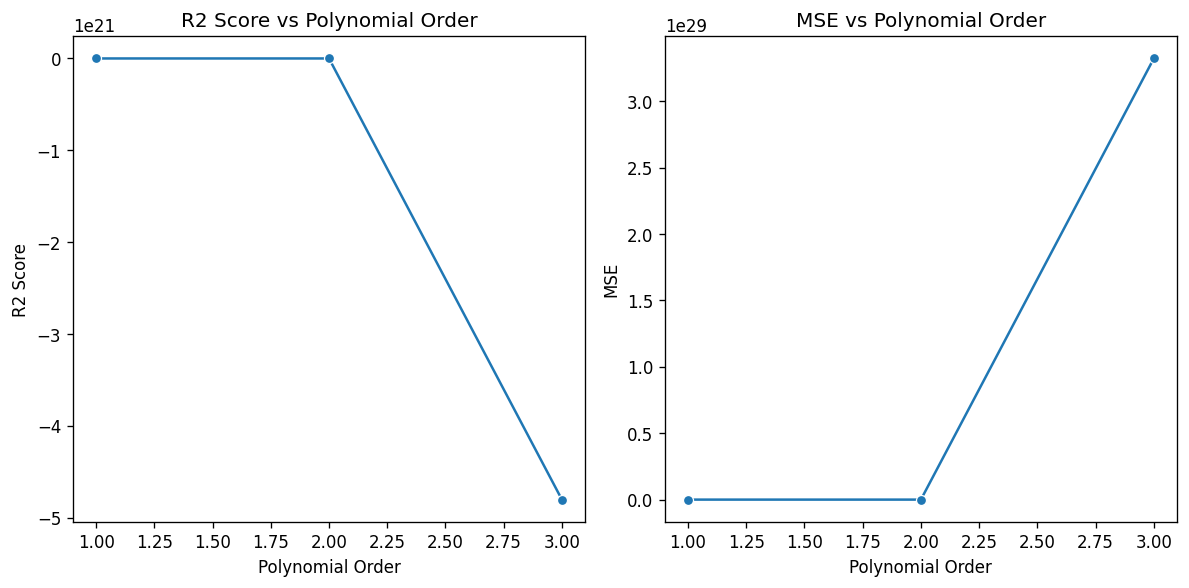 R2 Score vs Polynomial Order
1e21
0
−1
−2
−3
−4
−5
R2 Score
1.00 1.25 1.50 1.75 2.00 2.25 2.50 2.75 3.00
Polynomial Order
MSE vs Polynomial Order
1e29
3.0
2.5
2.0
1.5
1.0
0.5
0.0
MSE
1.00 1.25 1.50 1.75 2.00 2.25 2.50 2.75 3.00
Polynomial Order